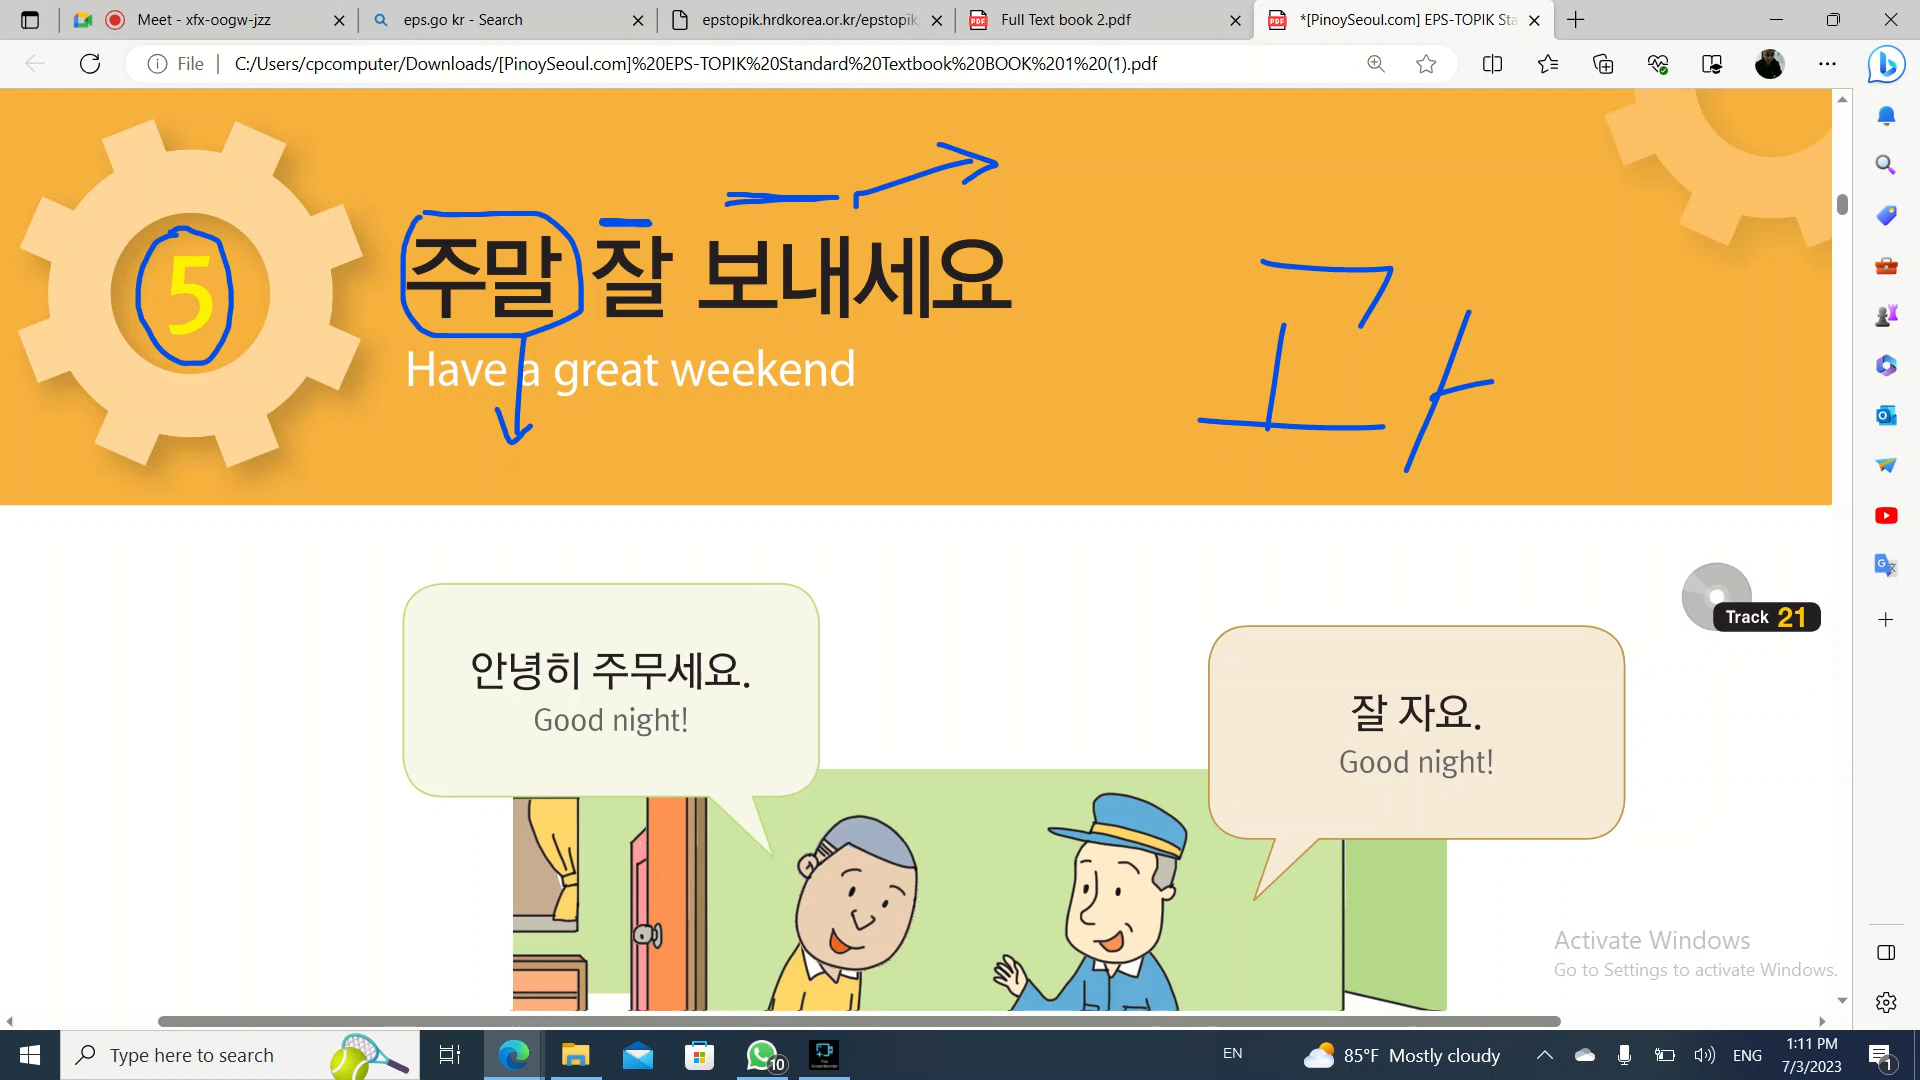 Meet - xfx-oogw-jzz
eps.go kr - Search
epstopik.hrdkorea.or.kr/epstopik
Full Text book 2.pdf
*[PinoySeoul.com] EPS-TOPIK Sta
File
C:/Users/cpcomputer/Downloads/[PinoySeoul.com]%20EPS-TOPIK%20Standard%20Textbook%20BOOK%201%20(1).pdf
5
주말 잘 보내세요
Have a great weekend
Track 21
안녕히 주무세요.
Good night!
잘 자요.
Good night!
Activate Windows
Go to Settings to activate Windows.
Type here to search
10
EN
85°F Mostly cloudy
ENG
1:11 PM
7/3/2023
1